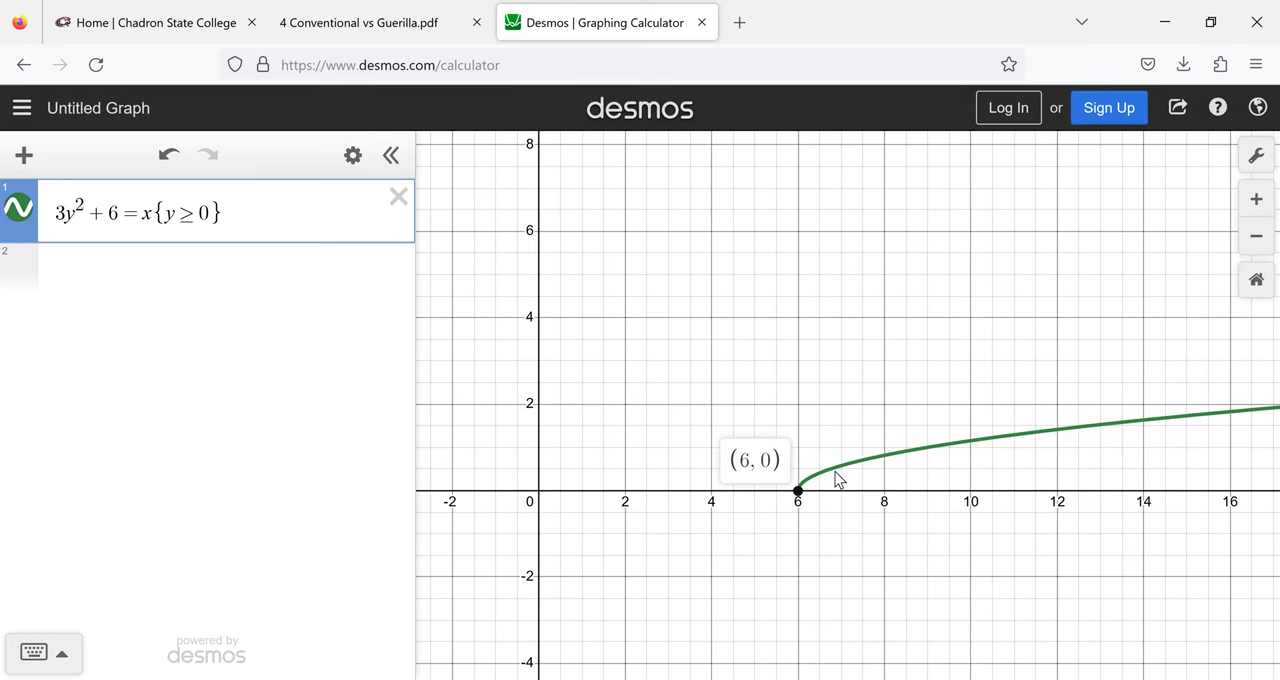 Home | Chadron State College
4 Conventional vs Guerilla.pdf
Desmos | Graphing Calculator
https://www.desmos.com/calculator
Untitled Graph
desmos
Log In or Sign Up
1
3y² + 6 = x{y ≥ 0}
2
8
6
4
2
(6, 0)
-2 0 2 4 6 8 10 12 14 16
-2
-4
powered by
desmos